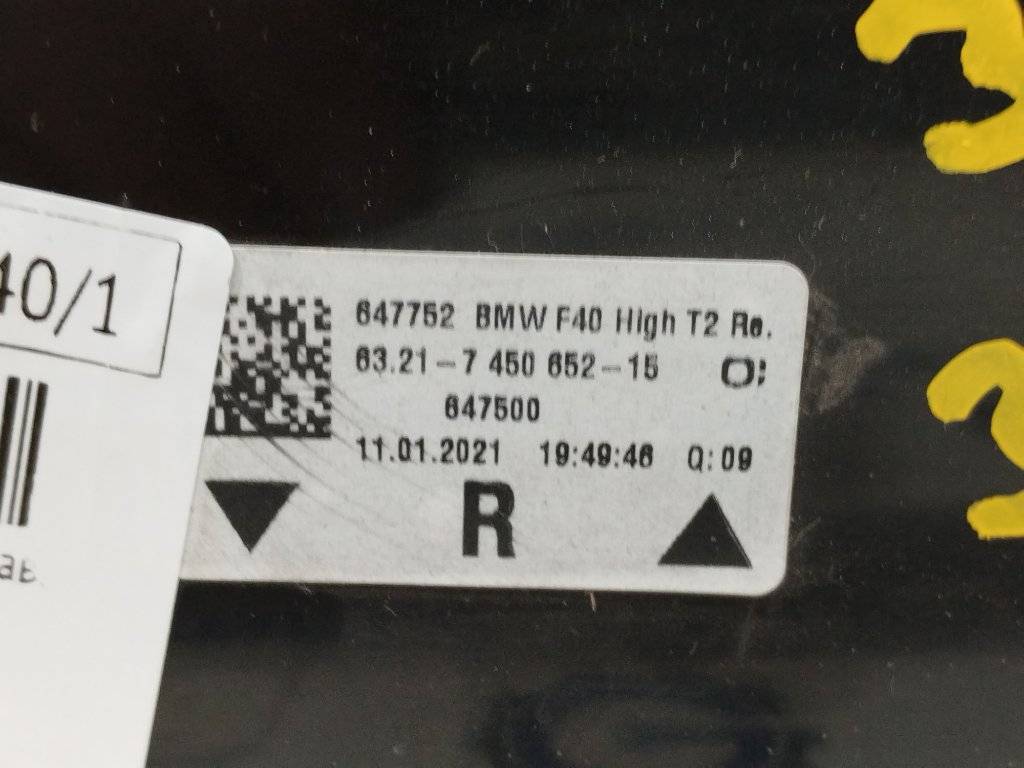 40/1
647752 BMW F40 High T2 Re.
63.21-7 450 652-15 O:
647500
11.01.2021 19:49:46 Q:09
R